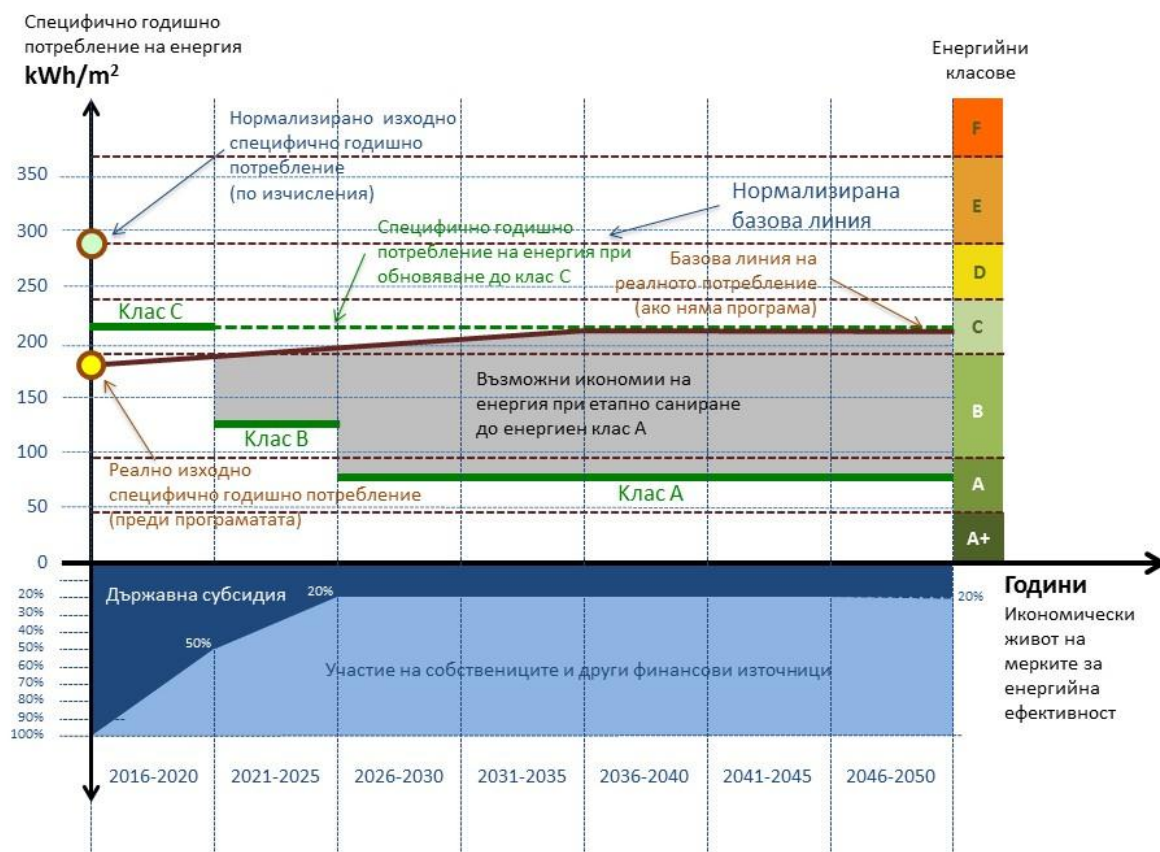 Специфично годишно
потребление на енергия
kWh/m²
Енергийни
класове
Нормализирано изходно
специфично годишно
потребление
(по изчисления)
Нормализирана
базова линия
Специфично годишно
потребление на енергия при
обновяване до клас С
Базова линия на
реалното потребление
(ако няма програма)
F
E
D
C
B
A
A+
350
300
250
200
150
100
50
0
Клас С
Клас В
Клас А
Възможни икономии на
енергия при етапно саниране
до енергиен клас А
Реално изходно
специфично годишно потребление
(преди програматата)
Държавна субсидия
20%
50%
20%
Участие на собствениците и други финансови източници
20%
30%
40%
50%
60%
70%
80%
90%
100%
Години
Икономически
живот на
мерките за
енергийна
ефективност
2016-2020
2021-2025
2026-2030
2031-2035
2036-2040
2041-2045
2046-2050